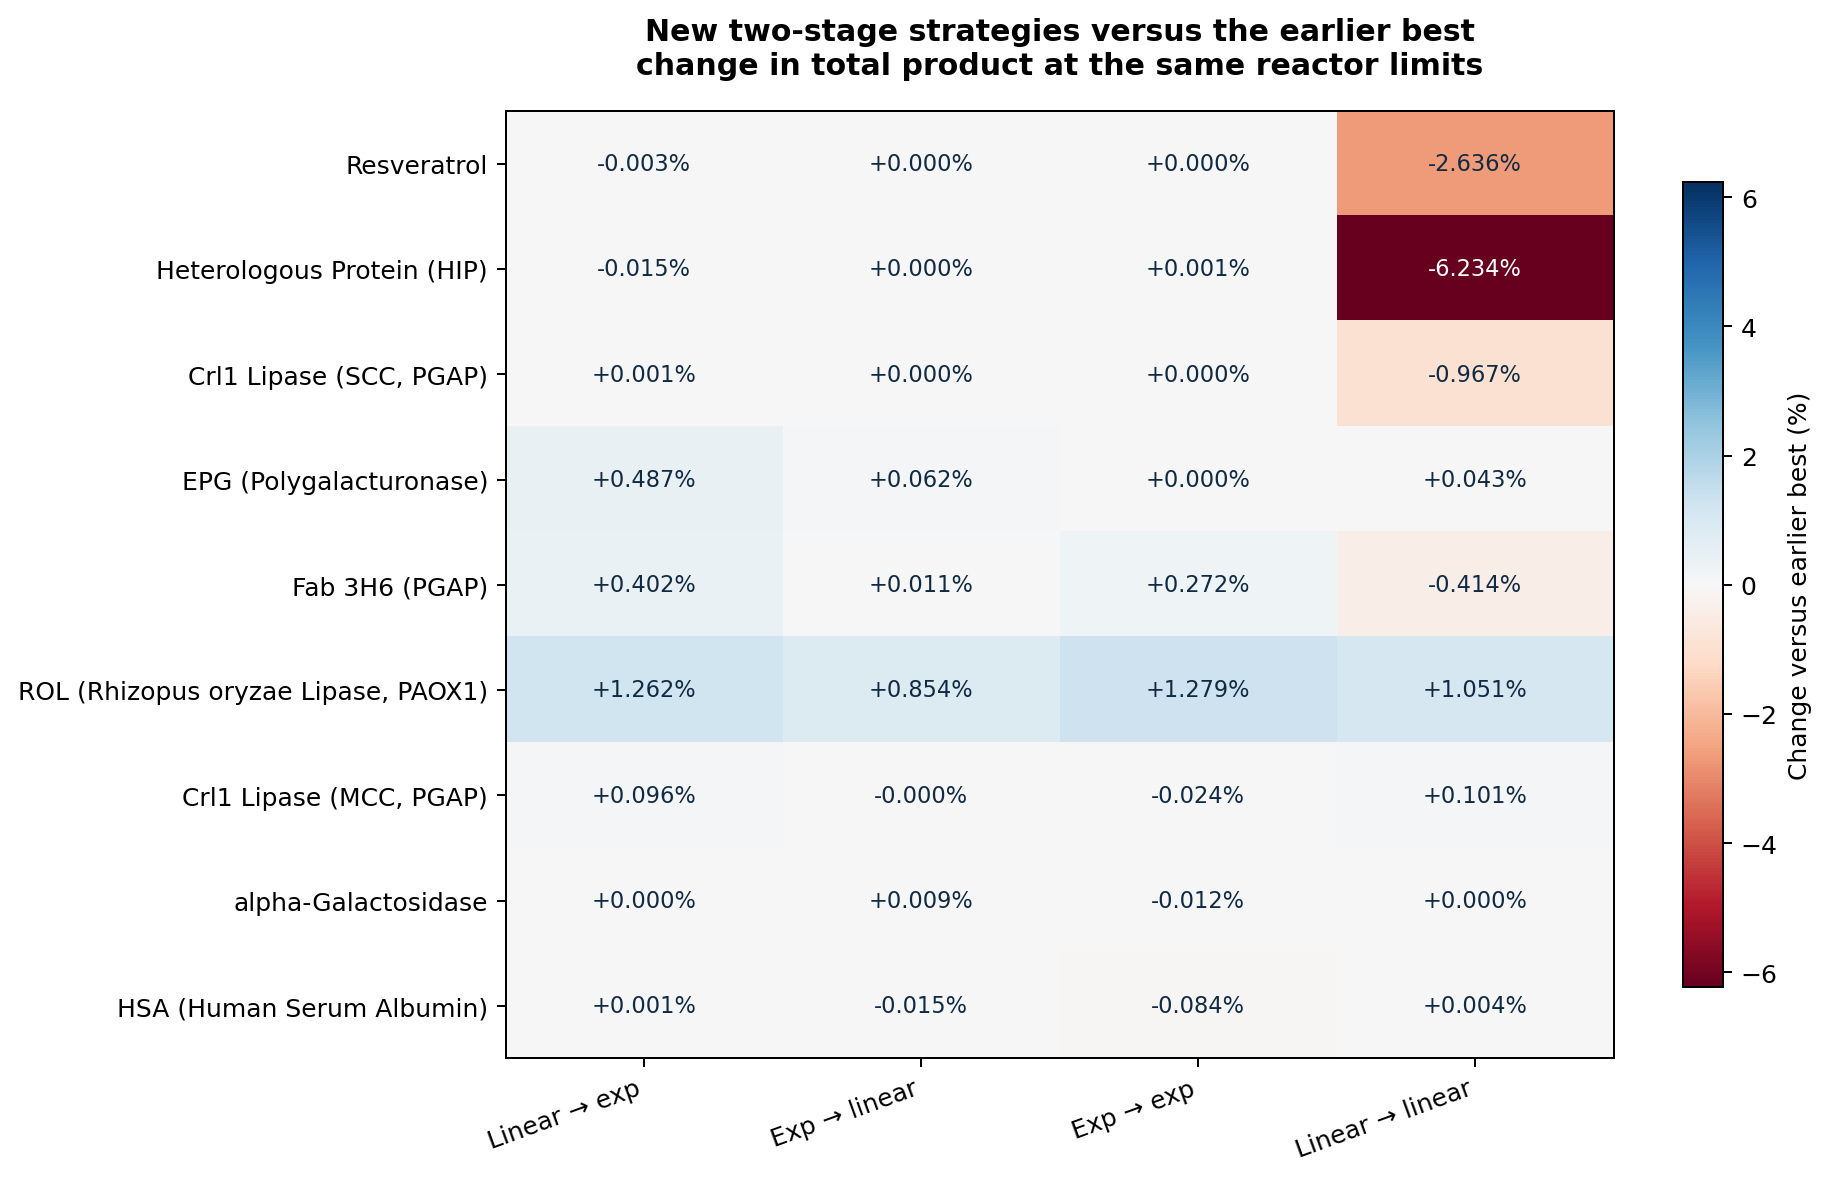 New two-stage strategies versus the earlier best
change in total product at the same reactor limits
Resveratrol -0.003% +0.000% +0.000% -2.636%
Heterologous Protein (HIP) -0.015% +0.000% +0.001% -6.234%
Crl1 Lipase (SCC, PGAP) +0.001% +0.000% +0.000% -0.967%
EPG (Polygalacturonase) +0.487% +0.062% +0.000% +0.043%
Fab 3H6 (PGAP) +0.402% +0.011% +0.272% -0.414%
ROL (Rhizopus oryzae Lipase, PAOX1) +1.262% +0.854% +1.279% +1.051%
Crl1 Lipase (MCC, PGAP) +0.096% -0.000% -0.024% +0.101%
alpha-Galactosidase +0.000% +0.009% -0.012% +0.000%
HSA (Human Serum Albumin) +0.001% -0.015% -0.084% +0.004%
Linear → exp Exp → linear Exp → exp Linear → linear
6
4
2
0
−2
−4
−6
Change versus earlier best (%)